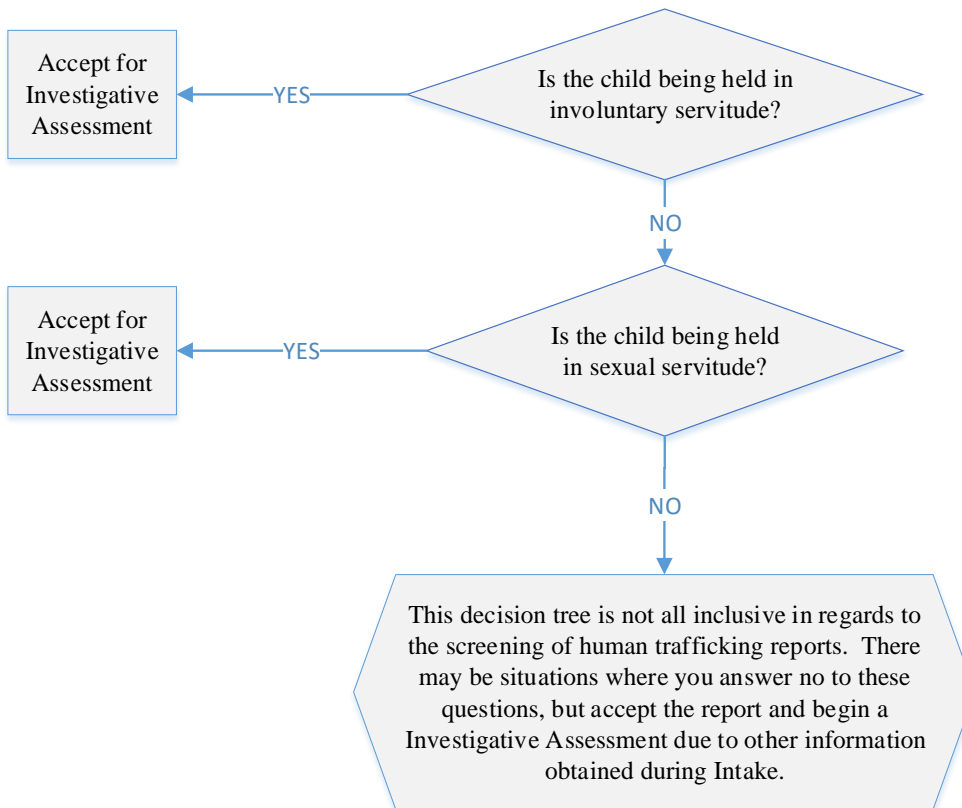 Accept for
Investigative
Assessment
YES
Is the child being held in
involuntary servitude?
NO
Accept for
Investigative
Assessment
YES
Is the child being held
in sexual servitude?
NO
This decision tree is not all inclusive in regards to
the screening of human trafficking reports.  There
may be situations where you answer no to these
questions, but accept the report and begin a
Investigative Assessment due to other information
obtained during Intake.